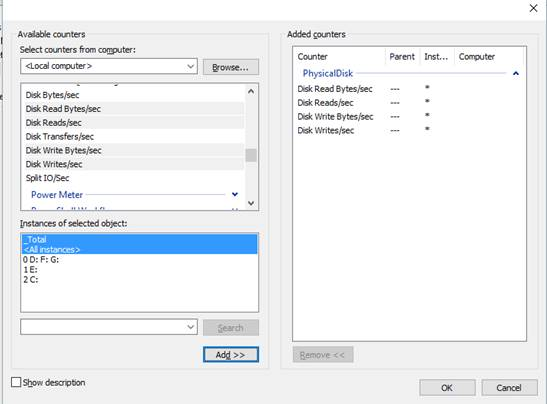 Available counters
Select counters from computer:
<Local computer>
Browse...
Disk Bytes/sec
Disk Read Bytes/sec
Disk Reads/sec
Disk Transfers/sec
Disk Write Bytes/sec
Disk Writes/sec
Split IO/Sec
Power Meter
Instances of selected object:
_Total
<All instances>
0 D: F: G:
1 E:
2 C:
Search
Add >>
Show description
Added counters
Counter Parent Inst... Computer
PhysicalDisk
Disk Read Bytes/sec --- *
Disk Reads/sec --- *
Disk Write Bytes/sec --- *
Disk Writes/sec --- *
Remove <<
OK
Cancel